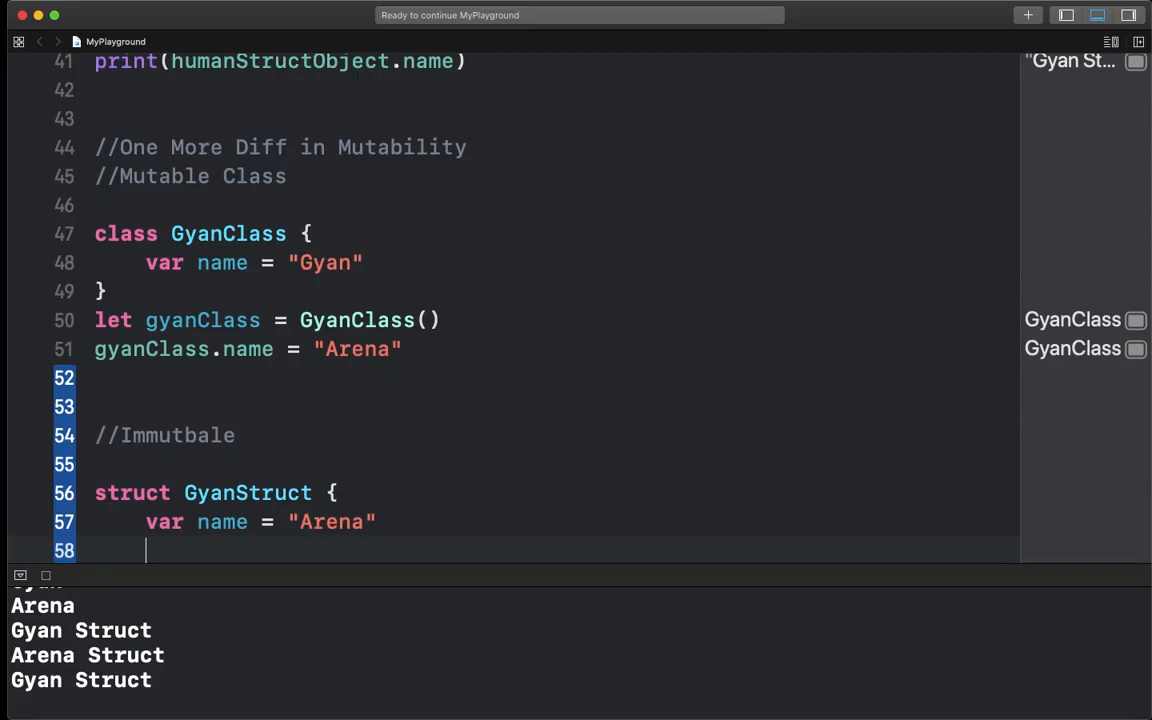 Ready to continue MyPlayground
MyPlayground
41 print(humanStructObject.name) "Gyan St...
42
43
44 //One More Diff in Mutability
45 //Mutable Class
46
47 class GyanClass {
48 var name = "Gyan"
49 }
50 let gyanClass = GyanClass() GyanClass
51 gyanClass.name = "Arena" GyanClass
52
53
54 //Immutbale
55
56 struct GyanStruct {
57 var name = "Arena"
58
Gyan
Arena
Gyan Struct
Arena Struct
Gyan Struct